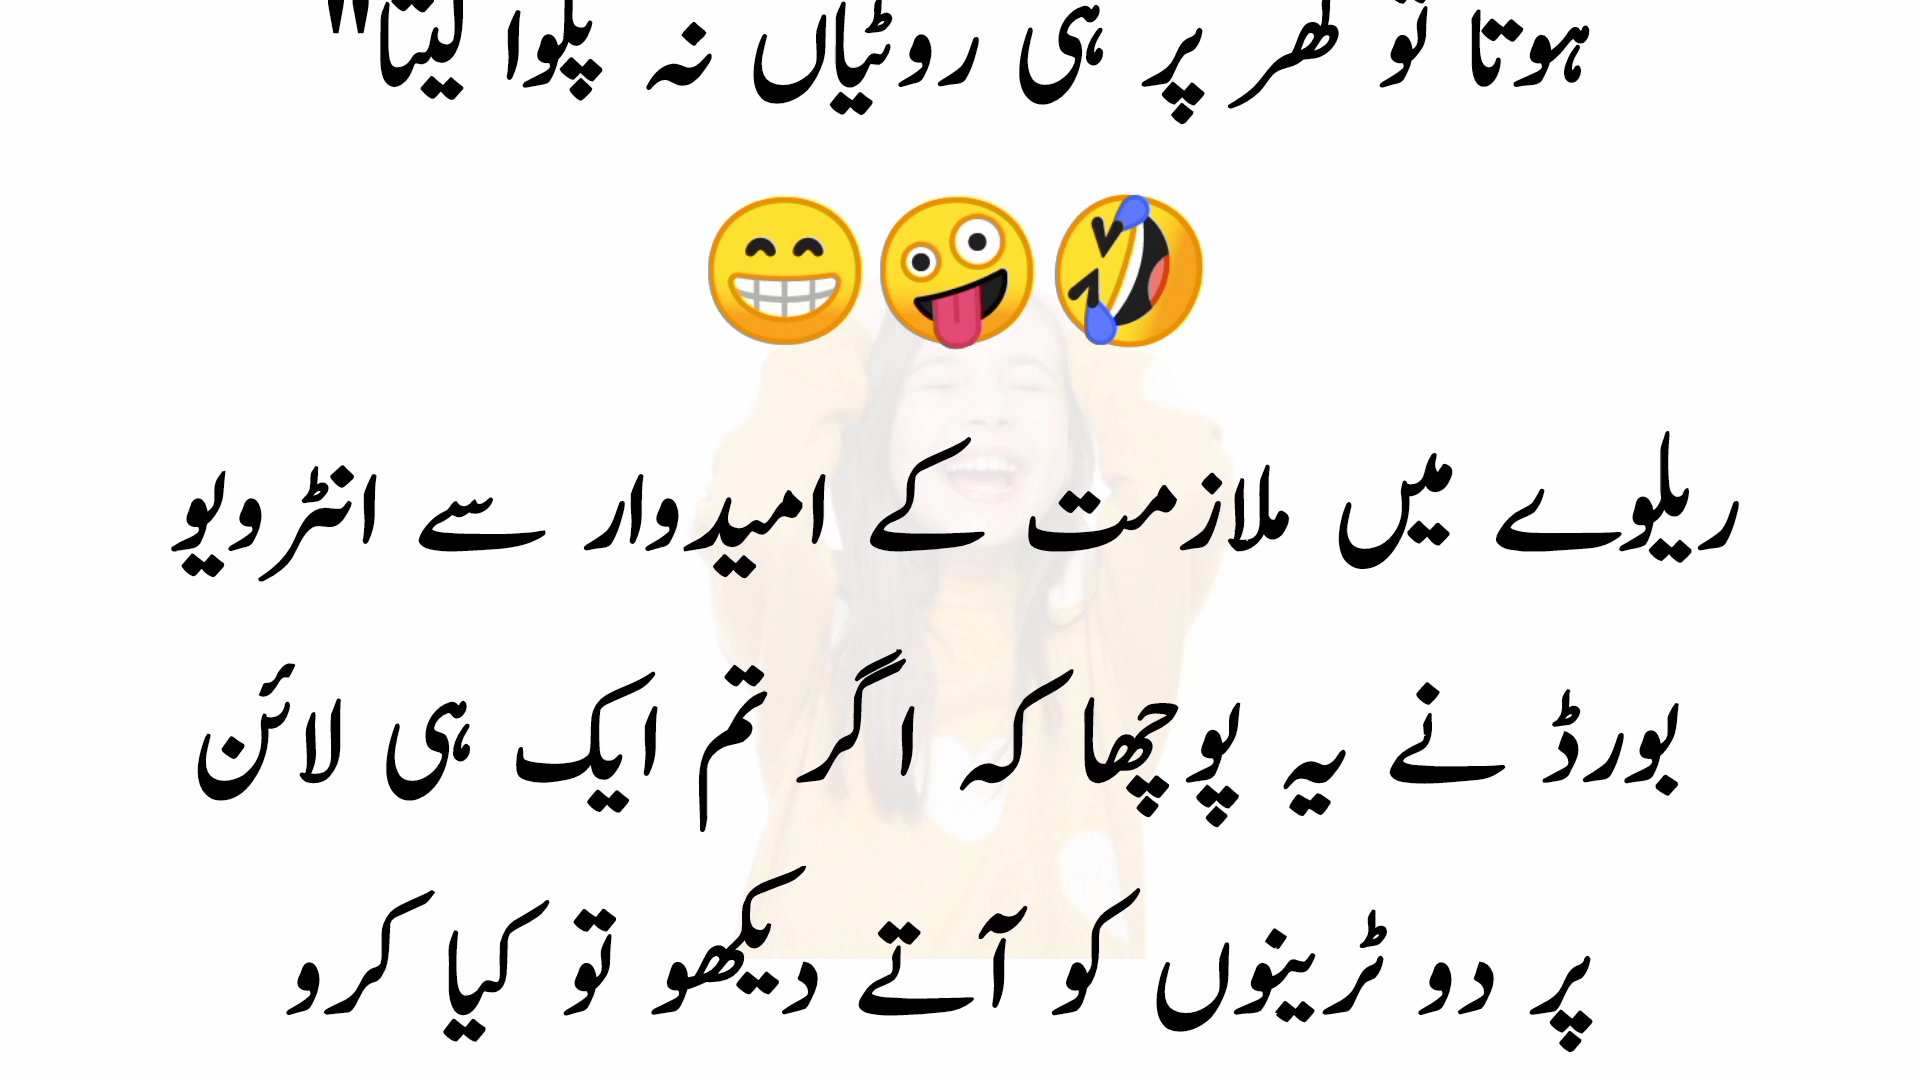 ہوتا تو گھر پر ہی روٹیاں نہ پلوا لیتا"
😁🤪🤣
ریلوے میں ملازمت کے امیدوار سے انٹرویو
بورڈ نے یہ پوچھا کہ اگر تم ایک ہی لائن
پر دو ٹرینوں کو آتے دیکھو تو کیا کرو